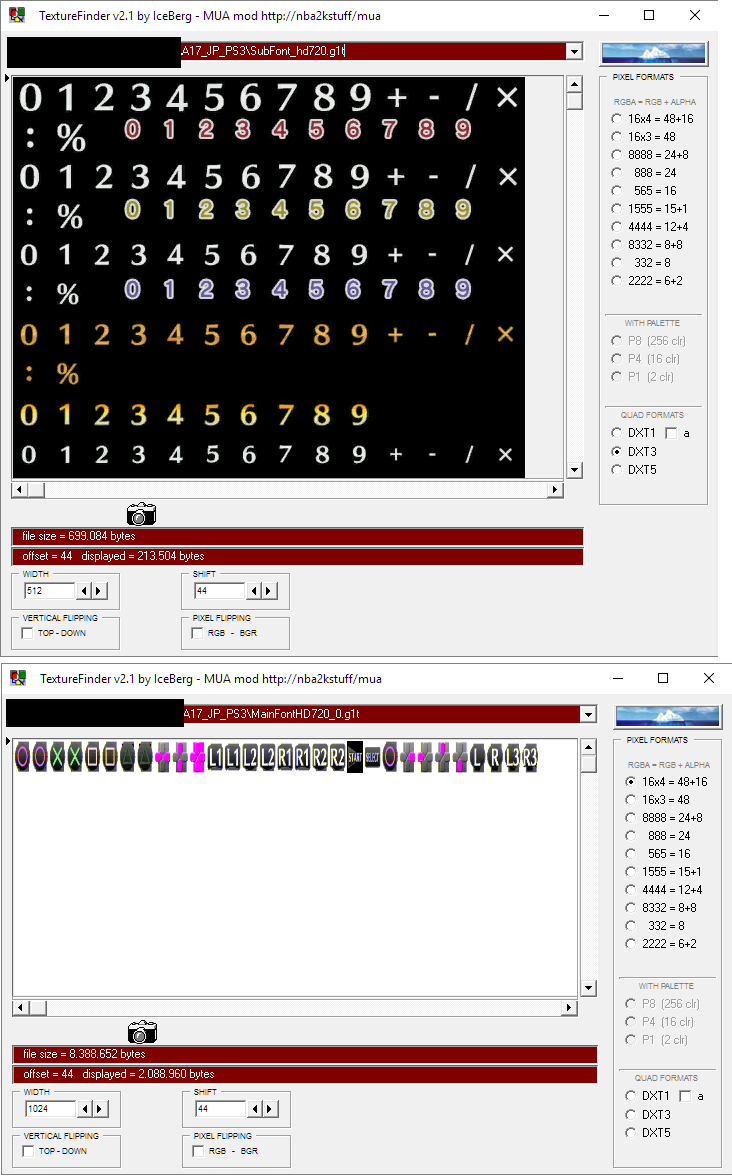 TextureFinder v2.1 by IceBerg - MUA mod http://nba2kstuff/mua
A17_JP_PS3\SubFont_hd720.g1t
PIXEL FORMATS
RGBA = RGB + ALPHA
16x4 = 48+16
16x3 = 48
8888 = 24+8
888 = 24
565 = 16
1555 = 15+1
4444 = 12+4
8332 = 8+8
332 = 8
2222 = 6+2
WITH PALETTE
P8 (256 clr)
P4 (16 clr)
P1 (2 clr)
QUAD FORMATS
DXT1 a
DXT3
DXT5
0 1 2 3 4 5 6 7 8 9 + - / ×
: % 0 1 2 3 4 5 6 7 8 9
0 1 2 3 4 5 6 7 8 9 + - / ×
: % 0 1 2 3 4 5 6 7 8 9
0 1 2 3 4 5 6 7 8 9 + - / ×
: % 0 1 2 3 4 5 6 7 8 9
0 1 2 3 4 5 6 7 8 9 + - / ×
: %
0 1 2 3 4 5 6 7 8 9
0 1 2 3 4 5 6 7 8 9 + - / ×
file size = 699.084 bytes
offset = 44 displayed = 213.504 bytes
WIDTH
512
SHIFT
44
VERTICAL FLIPPING
TOP - DOWN
PIXEL FLIPPING
RGB - BGR
TextureFinder v2.1 by IceBerg - MUA mod http://nba2kstuff/mua
A17_JP_PS3\MainFontHD720_0.g1t
PIXEL FORMATS
RGBA = RGB + ALPHA
16x4 = 48+16
16x3 = 48
8888 = 24+8
888 = 24
565 = 16
1555 = 15+1
4444 = 12+4
8332 = 8+8
332 = 8
2222 = 6+2
WITH PALETTE
P8 (256 clr)
P4 (16 clr)
P1 (2 clr)
QUAD FORMATS
DXT1 a
DXT3
DXT5
L1 L1 L2 L2 R1 R1 R2 R2 START SELECT L R L3 R3
file size = 8.388.652 bytes
offset = 44 displayed = 2.088.960 bytes
WIDTH
1024
SHIFT
44
VERTICAL FLIPPING
TOP - DOWN
PIXEL FLIPPING
RGB - BGR